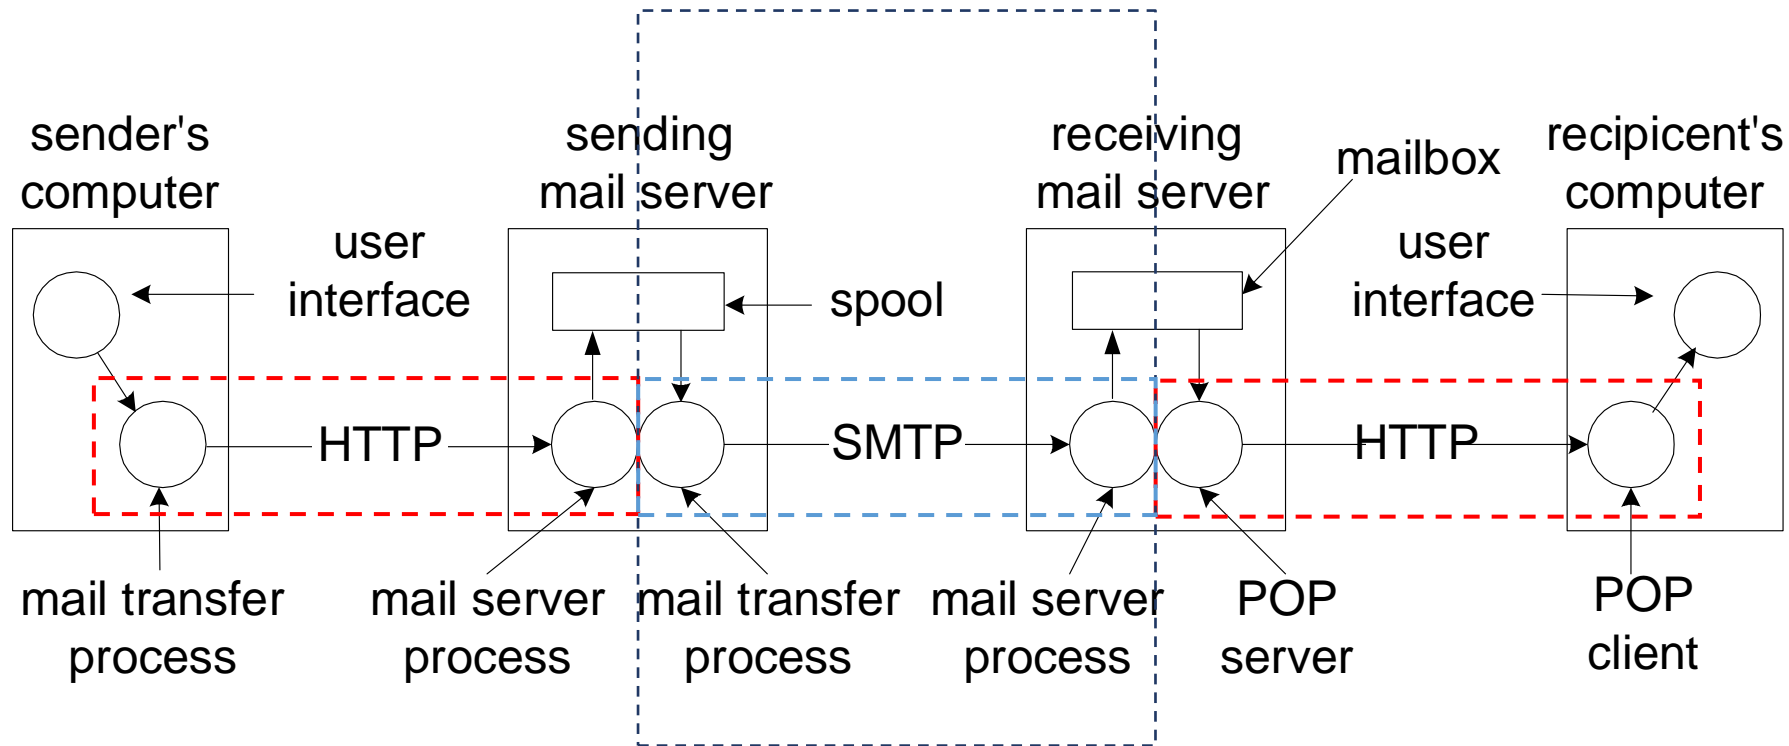 sender's
computer
sending
mail server
receiving
mail server
mailbox
recipicent's
computer
user
interface
spool
user
interface
HTTP
SMTP
HTTP
mail transfer
process
mail server
process
mail transfer
process
mail server
process
POP
server
POP
client